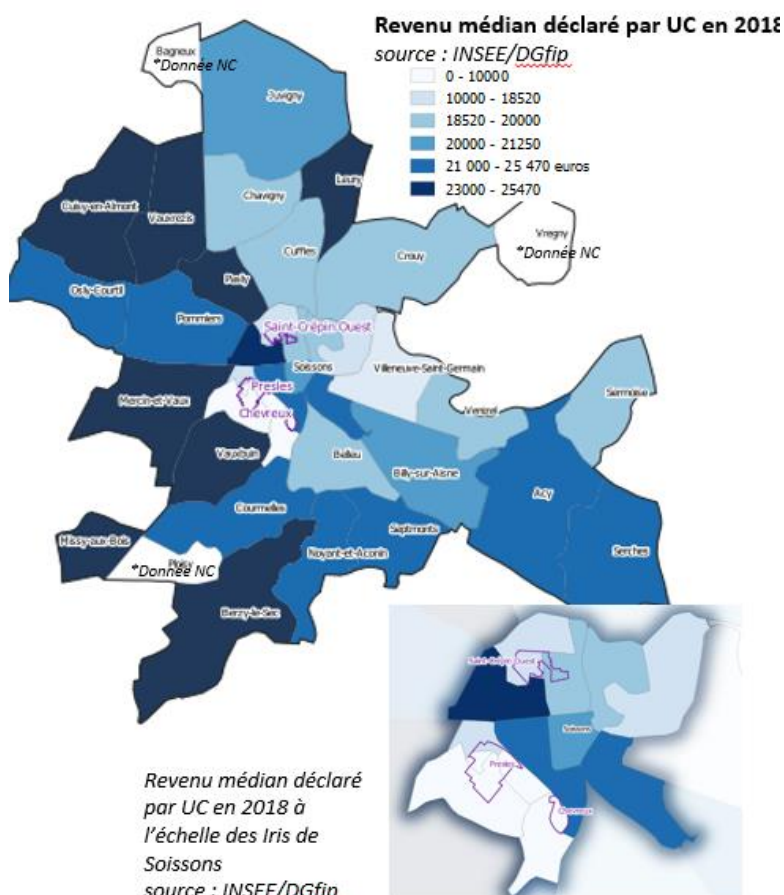 Revenu médian déclaré par UC en 2018
source : INSEE/DGfip
0 - 10000
10000 - 18520
18520 - 20000
20000 - 21250
21 000 - 25 470 euros
23000 - 25470
Bagneux
*Donnée NC
Juvigny
Leury
Cuisy-en-Almont
Vauxrezis
Chavigny
Cuffies
Crouy
Vregny
*Donnée NC
Pasly
Osly-Courtil
Pommiers
Saint-Crépin Ouest
Soissons
Villeneuve-Saint-Germain
Presles
Chevreux
Mercin-et-Vaux
Venizel
Sermoise
Vauxbuin
Belleu
Billy-sur-Aisne
Acy
Courmelles
Septmonts
Missy-aux-Bois
Noyant-et-Aconin
Serches
Ploisy
*Donnée NC
Berzy-le-Sec
Saint-Crépin Ouest
Soissons
Presles
Chevreux
Revenu médian déclaré
par UC en 2018 à
l'échelle des Iris de
Soissons
source : INSEE/DGfip